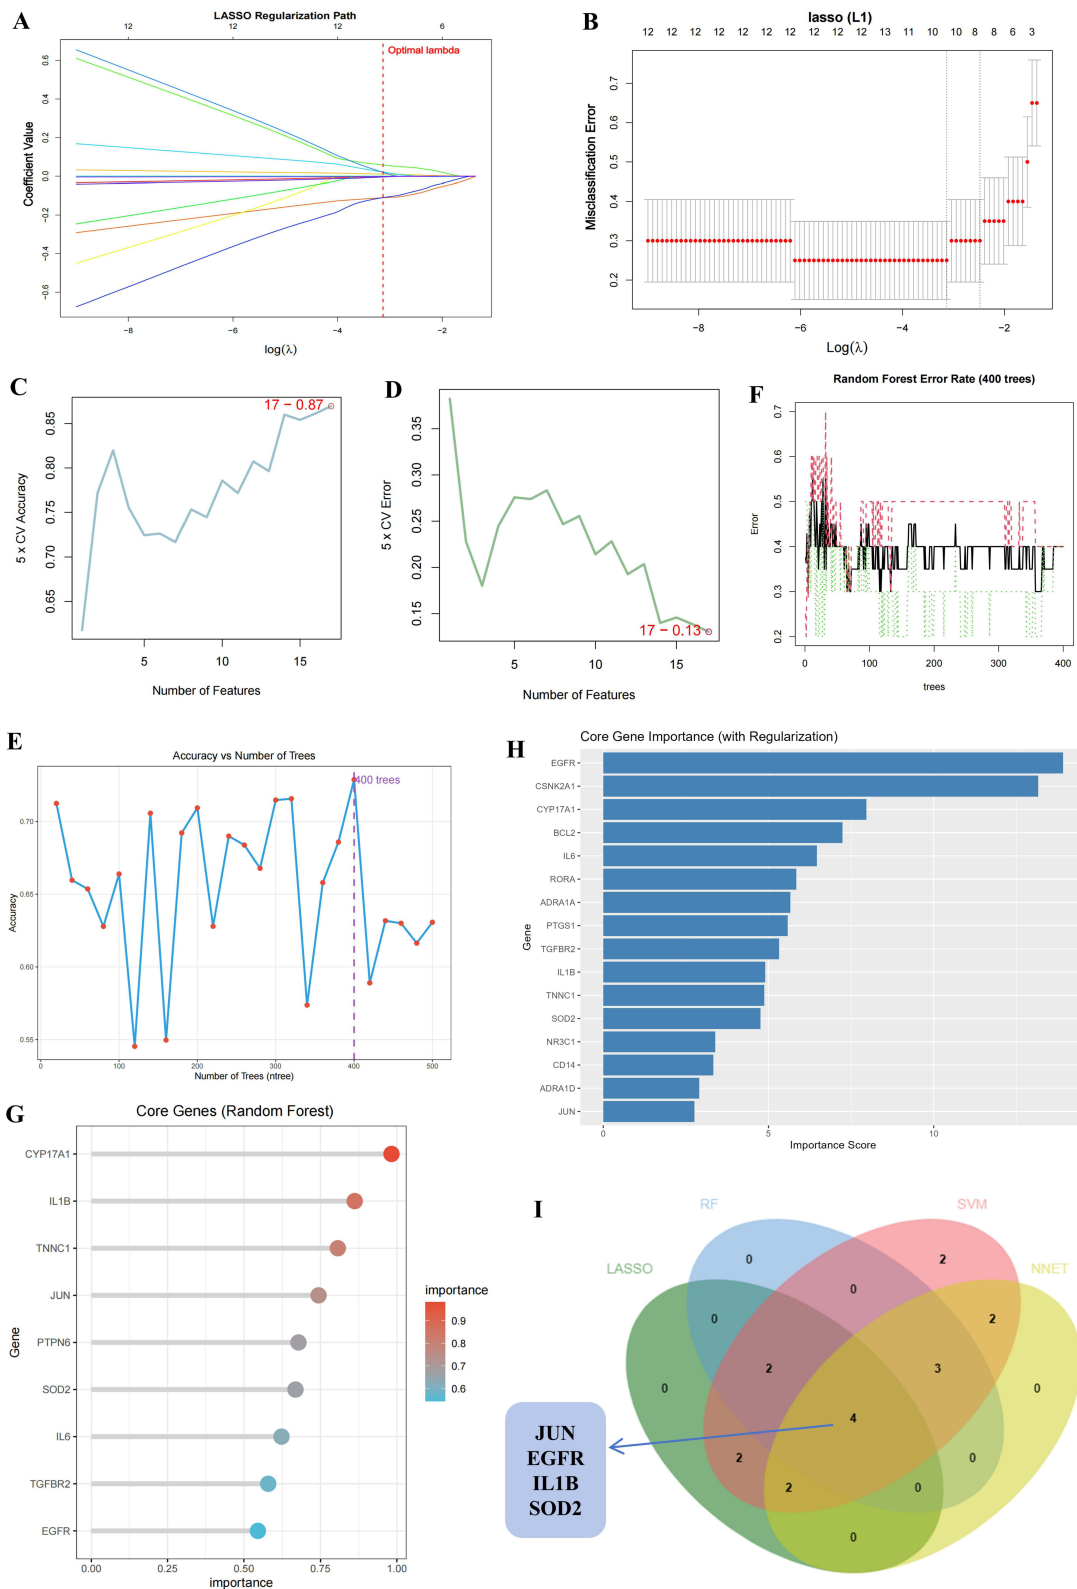 A
LASSO Regularization Path
12 12 12 6
Optimal lambda
Coefficient Value
0.6
0.4
0.2
0.0
−0.2
−0.4
−0.6
−8 −6 −4 −2
log(λ)
B
lasso (L1)
12 12 12 12 12 12 12 12 13 11 10 10 8 8 6 3
Misclassification Error
0.7
0.6
0.5
0.4
0.3
0.2
−8 −6 −4 −2
Log(λ)
C
17 − 0.87
5 x CV Accuracy
0.85
0.80
0.75
0.70
0.65
5 10 15
Number of Features
D
17 − 0.13
5 x CV Error
0.35
0.30
0.25
0.20
0.15
5 10 15
Number of Features
F
Random Forest Error Rate (400 trees)
Error
0.7
0.6
0.5
0.4
0.3
0.2
0 100 200 300 400
trees
E
Accuracy vs Number of Trees
400 trees
Accuracy
0.70
0.65
0.60
0.55
0 100 200 300 400 500
Number of Trees (ntree)
H
Core Gene Importance (with Regularization)
Gene
EGFR
CSNK2A1
CYP17A1
BCL2
IL6
RORA
ADRA1A
PTGS1
TGFBR2
IL1B
TNNC1
SOD2
NR3C1
CD14
ADRA1D
JUN
0 5 10
Importance Score
G
Core Genes (Random Forest)
Gene
CYP17A1
IL1B
TNNC1
JUN
PTPN6
SOD2
IL6
TGFBR2
EGFR
0.00 0.25 0.50 0.75 1.00
importance
importance
0.9
0.8
0.7
0.6
I
RF SVM
LASSO NNET
0 2
0 0 2
2 3
0 0
4
2 0
2 0
0
JUN
EGFR
IL1B
SOD2